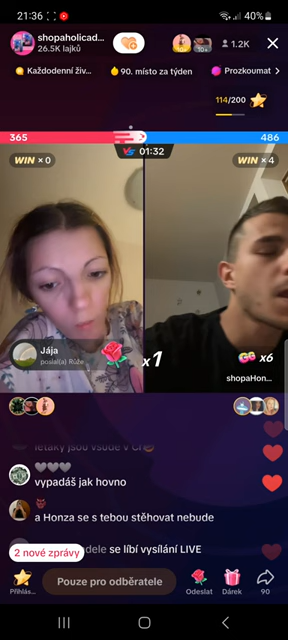 21:36
40%
shopaholicad...
26.5K lajků
10+
10+
1.2K
Každodenní živ...
90. místo za týden
Prozkoumat
114/200
365
486
WIN × 0
VS 01:32
WIN × 4
Jája
poslal(a) Růže
x1
x6
shopaHon...
letáky jsou všude v Čr
vypadáš jak hovno
a Honza se s tebou stěhovat nebude
2 nové zprávy
dele se líbí vysílání LIVE
Přihlás...
Pouze pro odběratele
Odeslat
Dárek
90